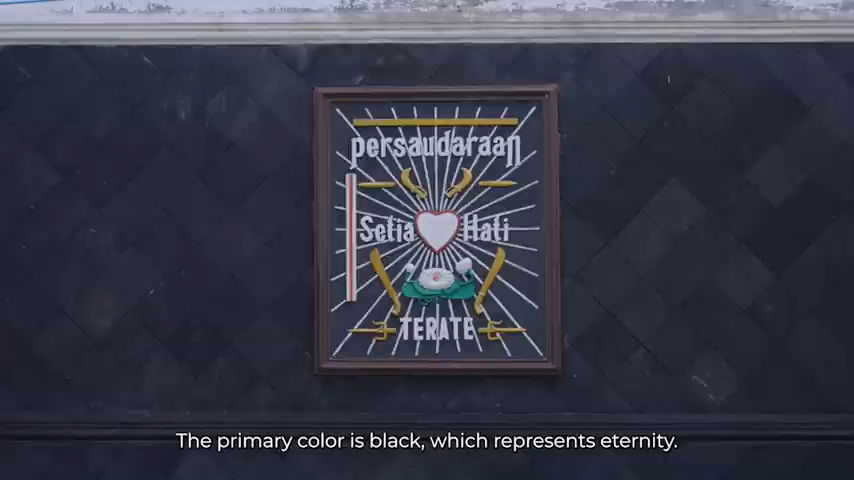 persaudaraan
Setia Hati
TERATE
The primary color is black, which represents eternity.